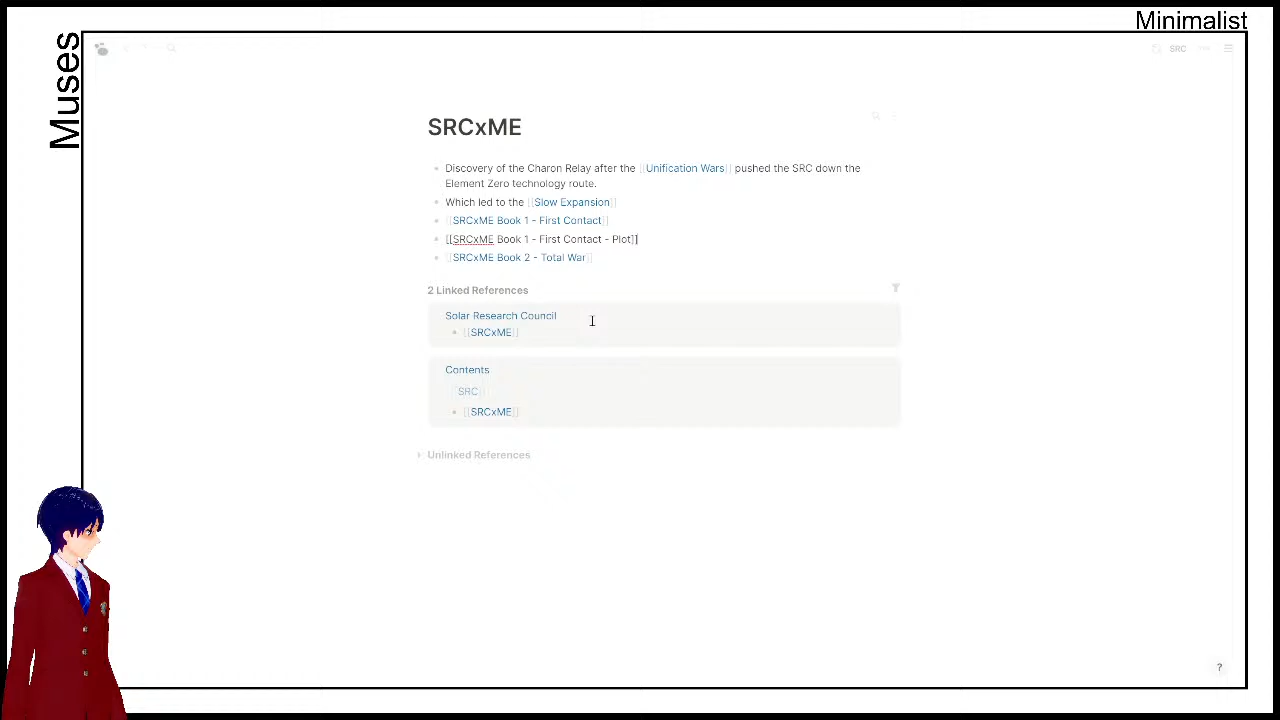 Minimalist
Muses
SRC
SRCxME
Discovery of the Charon Relay after the [[Unification Wars]] pushed the SRC down the
Element Zero technology route.
Which led to the [[Slow Expansion]]
[[SRCxME Book 1 - First Contact]]
[[SRCxME Book 1 - First Contact - Plot]]
[[SRCxME Book 2 - Total War]]
2 Linked References
Solar Research Council
[[SRCxME]]
Contents
[[SRC]]
[[SRCxME]]
Unlinked References
?